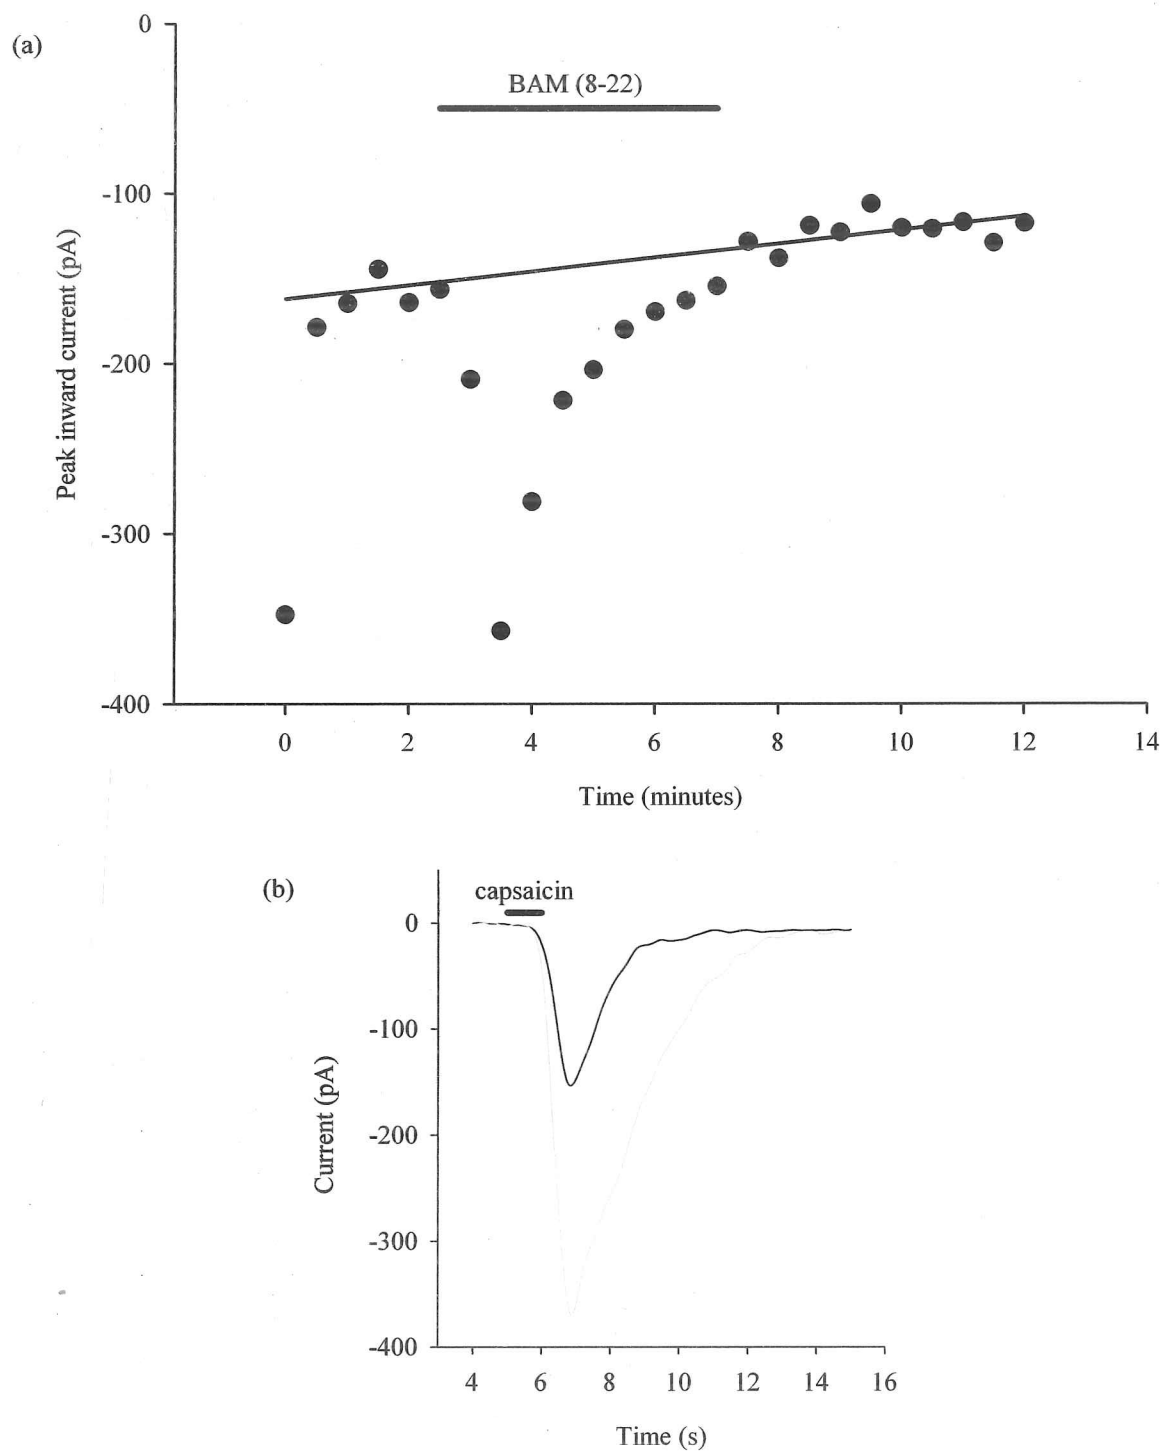 (a)
0
BAM (8-22)
-100
-200
-300
-400
Peak inward current (pA)
0 2 4 6 8 10 12 14
Time (minutes)
(b)
capsaicin
0
-100
-200
-300
-400
Current (pA)
4 6 8 10 12 14 16
Time (s)